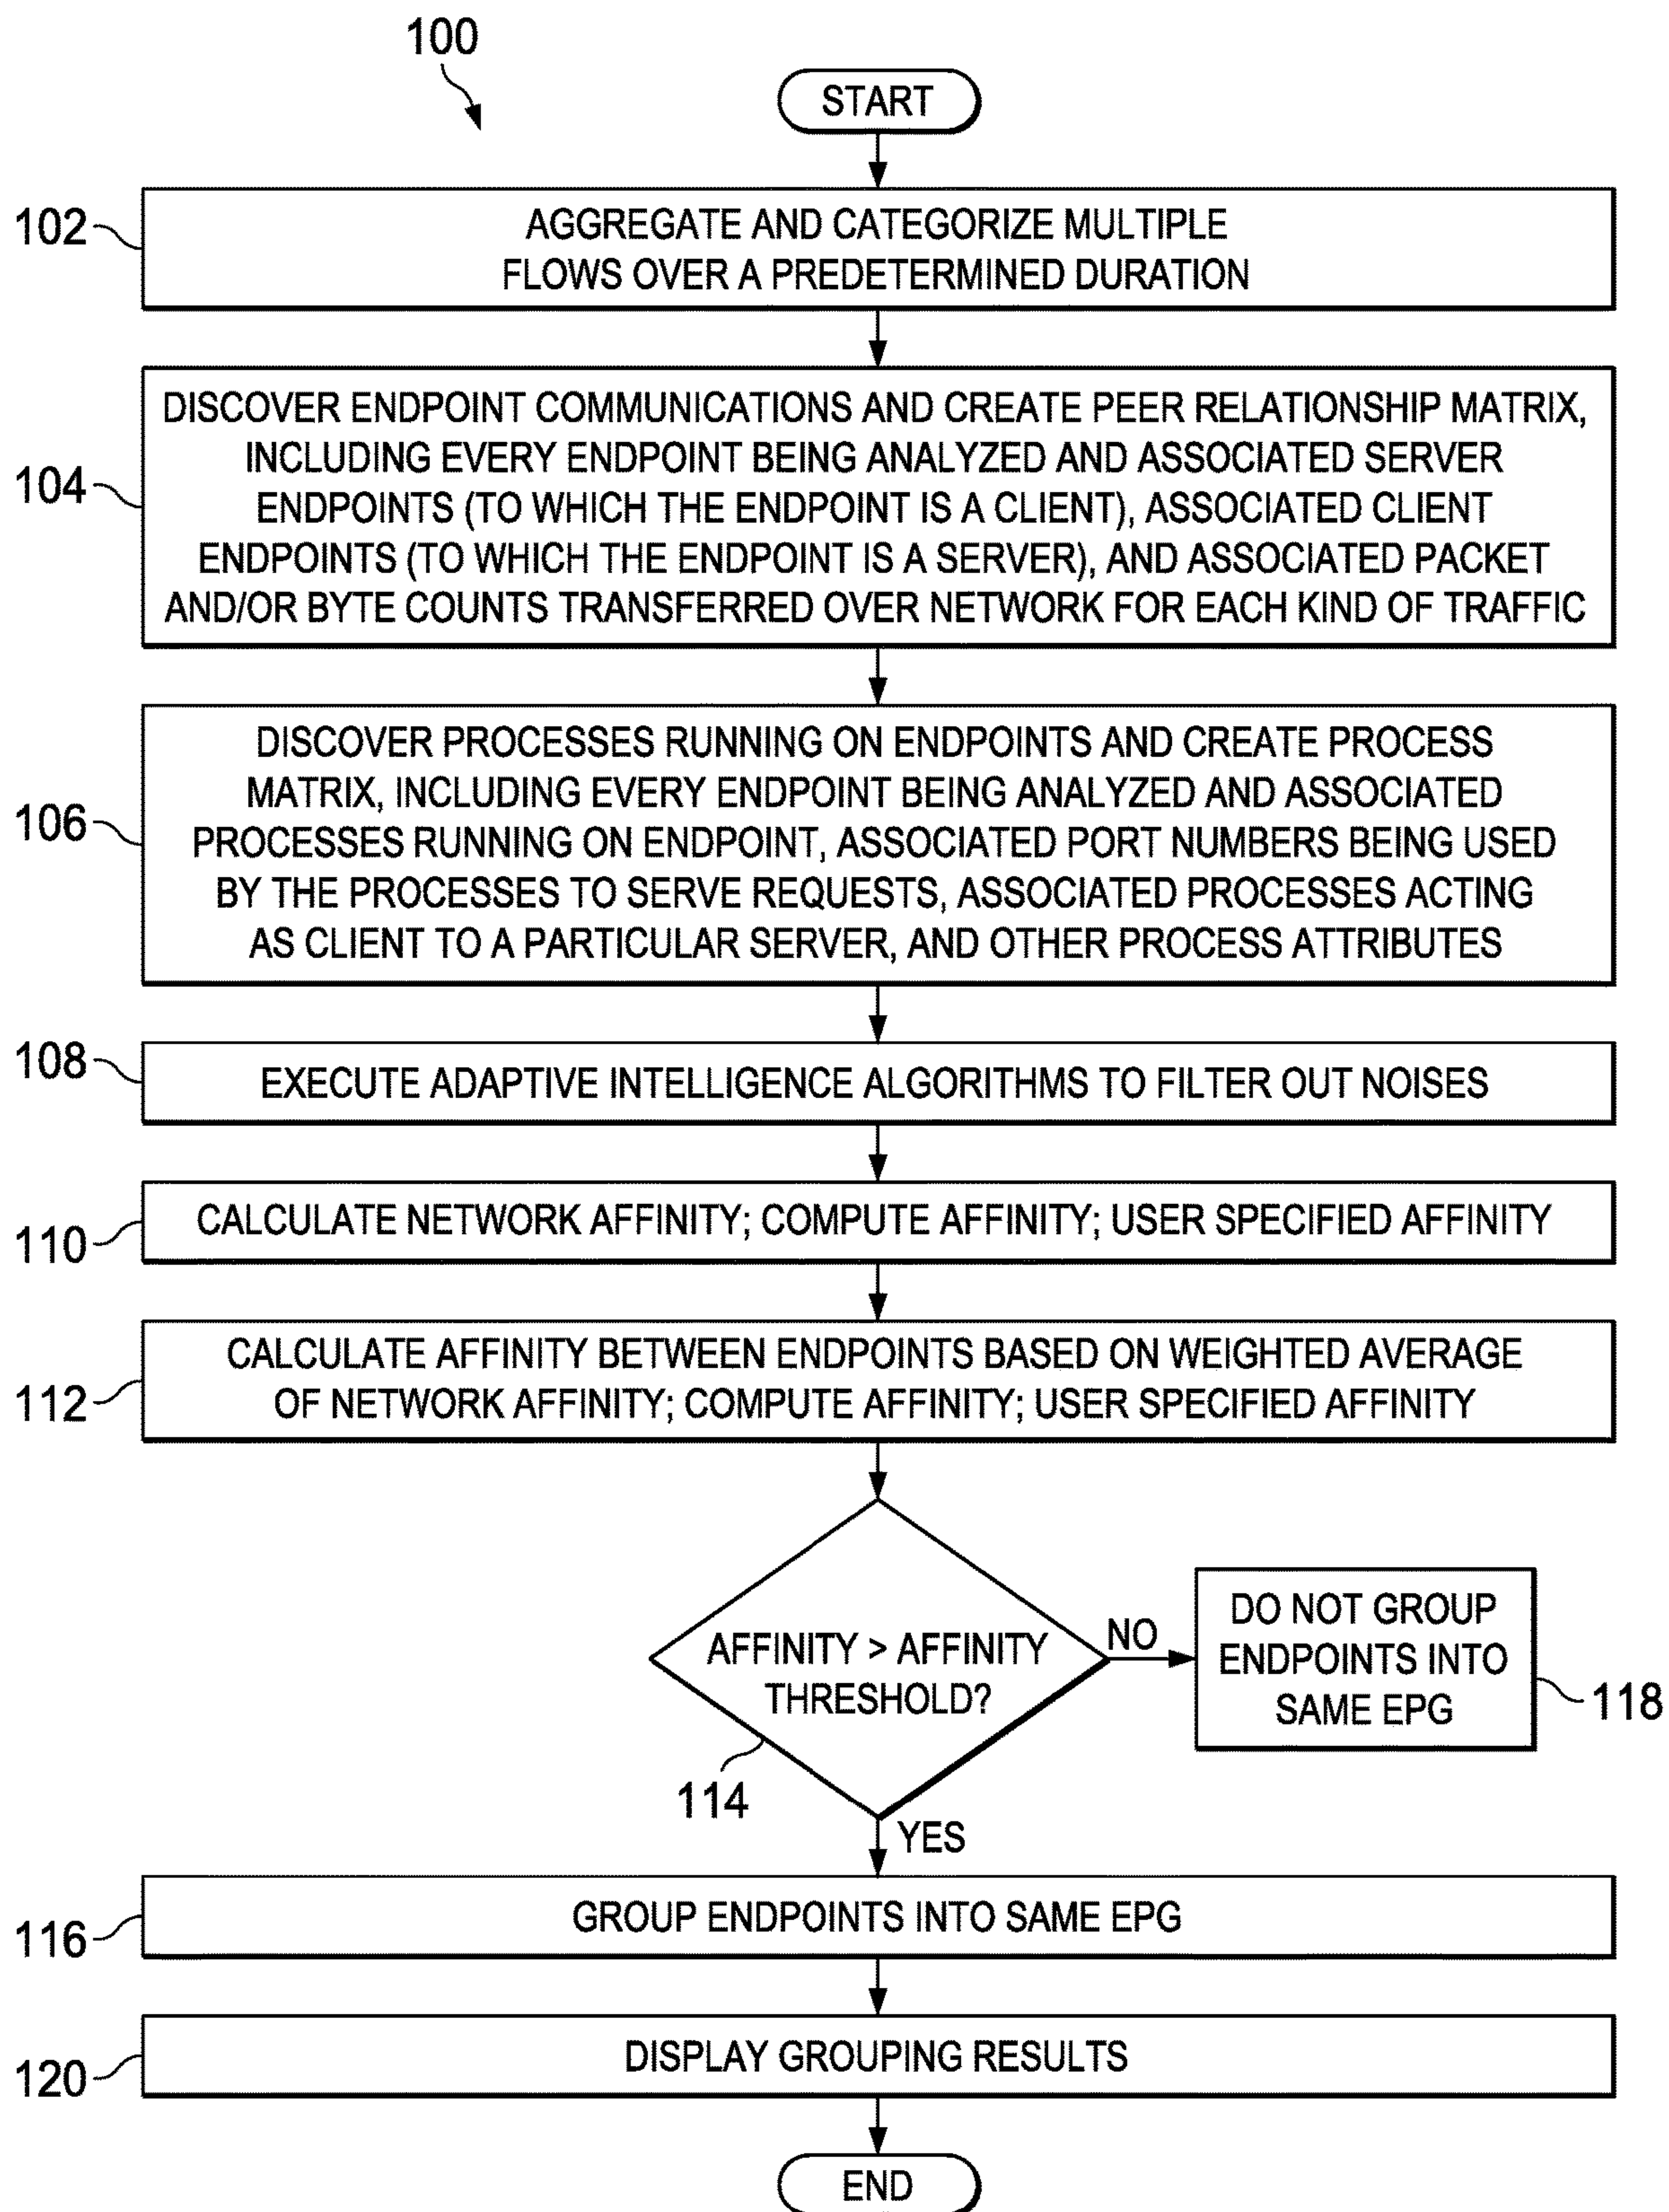 100
START
102
AGGREGATE AND CATEGORIZE MULTIPLE
FLOWS OVER A PREDETERMINED DURATION
104
DISCOVER ENDPOINT COMMUNICATIONS AND CREATE PEER RELATIONSHIP MATRIX,
INCLUDING EVERY ENDPOINT BEING ANALYZED AND ASSOCIATED SERVER
ENDPOINTS (TO WHICH THE ENDPOINT IS A CLIENT), ASSOCIATED CLIENT
ENDPOINTS (TO WHICH THE ENDPOINT IS A SERVER), AND ASSOCIATED PACKET
AND/OR BYTE COUNTS TRANSFERRED OVER NETWORK FOR EACH KIND OF TRAFFIC
106
DISCOVER PROCESSES RUNNING ON ENDPOINTS AND CREATE PROCESS
MATRIX, INCLUDING EVERY ENDPOINT BEING ANALYZED AND ASSOCIATED
PROCESSES RUNNING ON ENDPOINT, ASSOCIATED PORT NUMBERS BEING USED
BY THE PROCESSES TO SERVE REQUESTS, ASSOCIATED PROCESSES ACTING
AS CLIENT TO A PARTICULAR SERVER, AND OTHER PROCESS ATTRIBUTES
108
EXECUTE ADAPTIVE INTELLIGENCE ALGORITHMS TO FILTER OUT NOISES
110
CALCULATE NETWORK AFFINITY; COMPUTE AFFINITY; USER SPECIFIED AFFINITY
112
CALCULATE AFFINITY BETWEEN ENDPOINTS BASED ON WEIGHTED AVERAGE
OF NETWORK AFFINITY; COMPUTE AFFINITY; USER SPECIFIED AFFINITY
AFFINITY > AFFINITY
THRESHOLD?
114
NO
DO NOT GROUP
ENDPOINTS INTO
SAME EPG
118
YES
116
GROUP ENDPOINTS INTO SAME EPG
120
DISPLAY GROUPING RESULTS
END